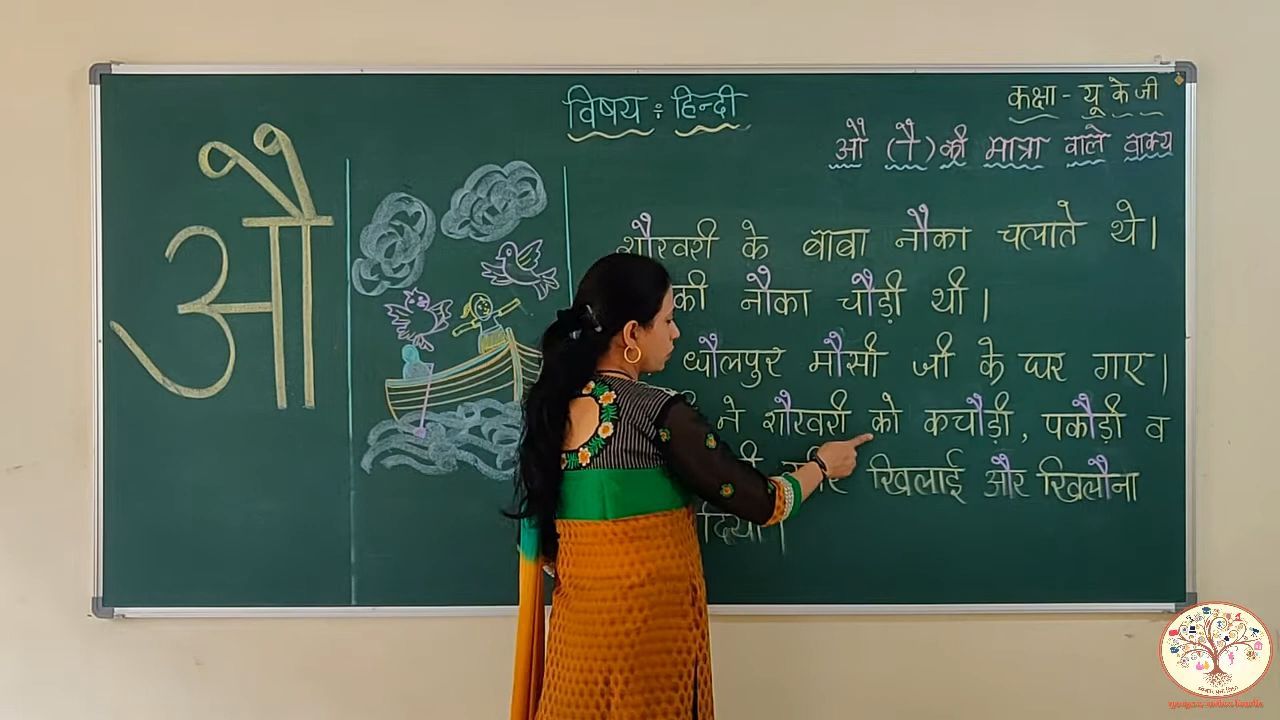 विषय : हिन्दी
कक्षा - यू के जी
औ (ौ) की मात्रा वाले वाक्य
औ
शौरवरी के बाबा नौका चलाते थे।
की नौका चौड़ी थी।
धौलपुर मौसी जी के घर गए।
ने शौरवरी को कचौड़ी, पकौड़ी व
खिलाई और खिलौना
दिया।